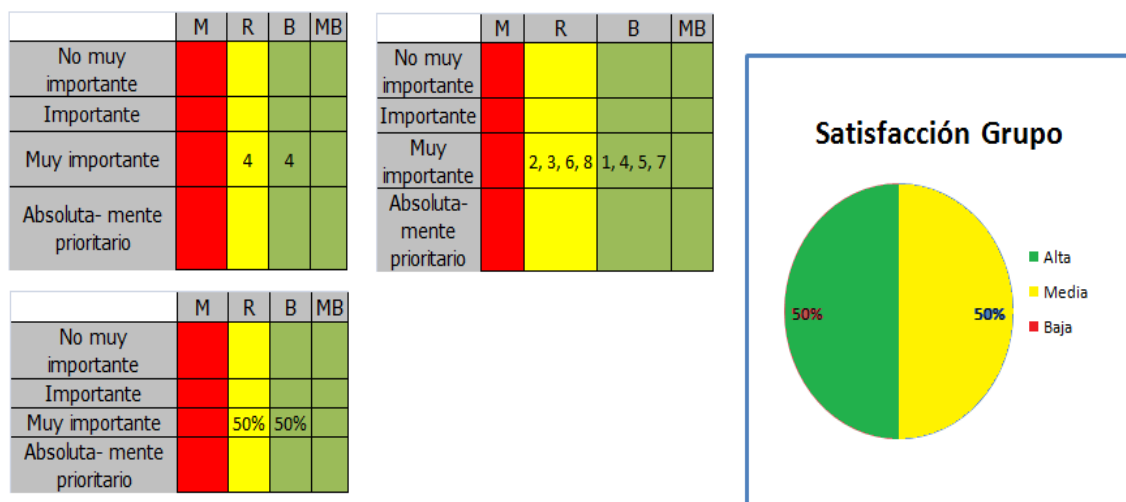 M R B MB
No muy
importante
Importante
Muy importante 4 4
Absoluta- mente
prioritario
M R B MB
No muy
importante
Importante
Muy
importante 2, 3, 6, 8 1, 4, 5, 7
Absoluta-
mente
prioritario
M R B MB
No muy
importante
Importante
Muy importante 50% 50%
Absoluta- mente
prioritario
Satisfacción Grupo
50% 50%
Alta
Media
Baja